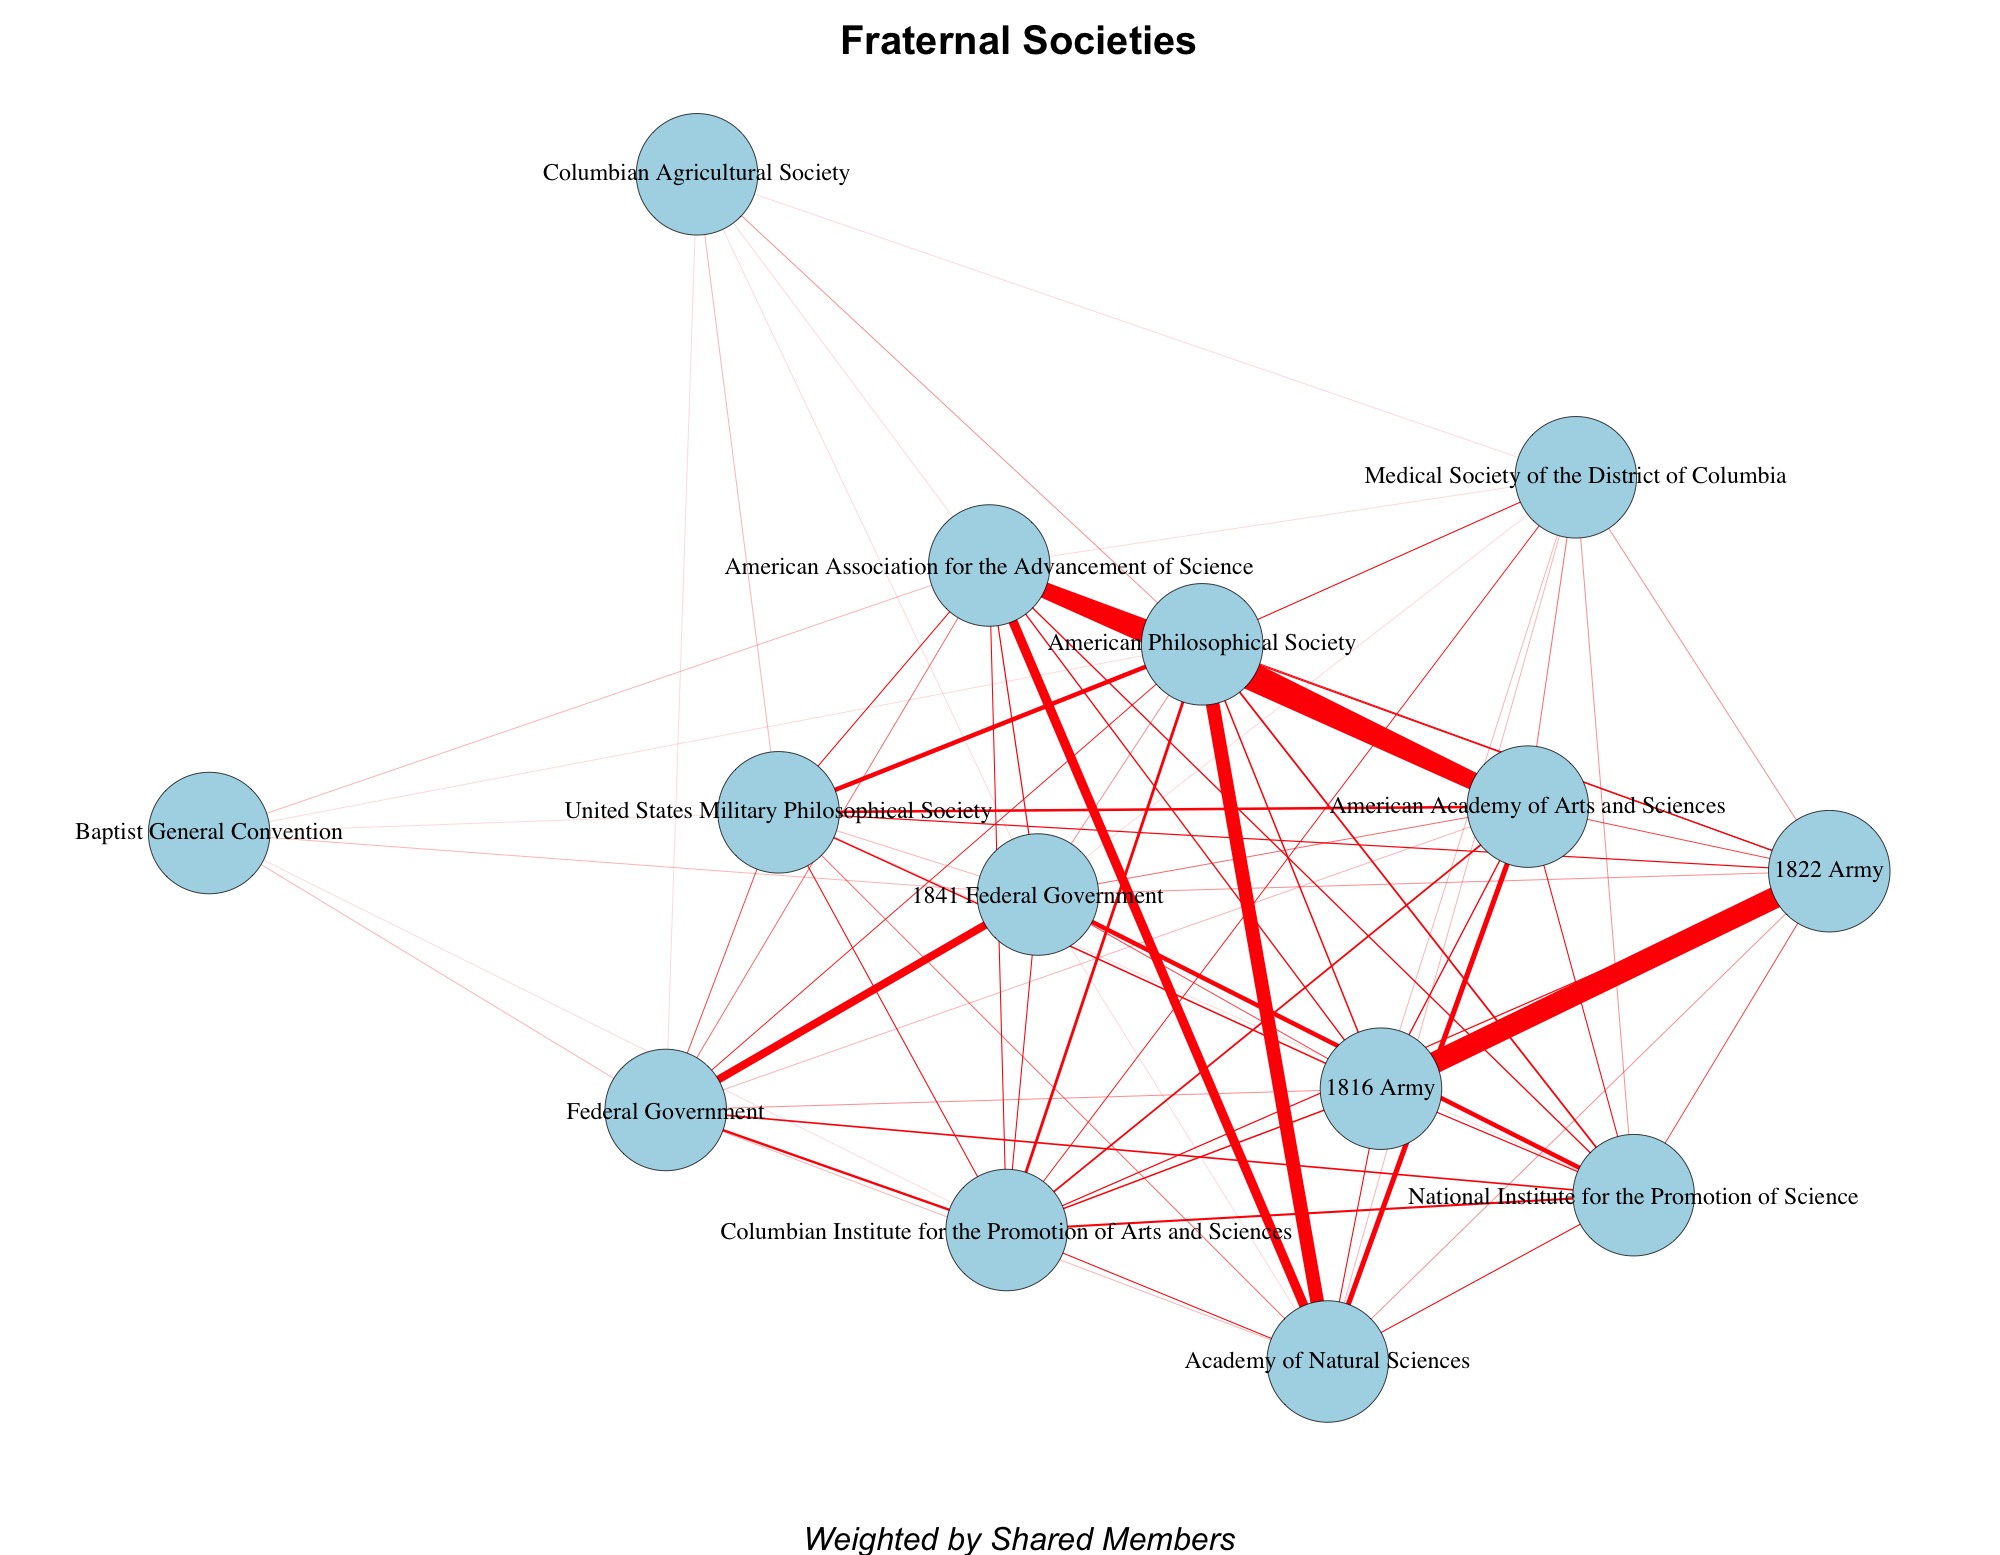 Fraternal Societies
Columbian Agricultural Society
Medical Society of the District of Columbia
American Association for the Advancement of Science
American Philosophical Society
United States Military Philosophical Society
American Academy of Arts and Sciences
Baptist General Convention
1822 Army
1841 Federal Government
1816 Army
Federal Government
National Institute for the Promotion of Science
Columbian Institute for the Promotion of Arts and Sciences
Academy of Natural Sciences
Weighted by Shared Members